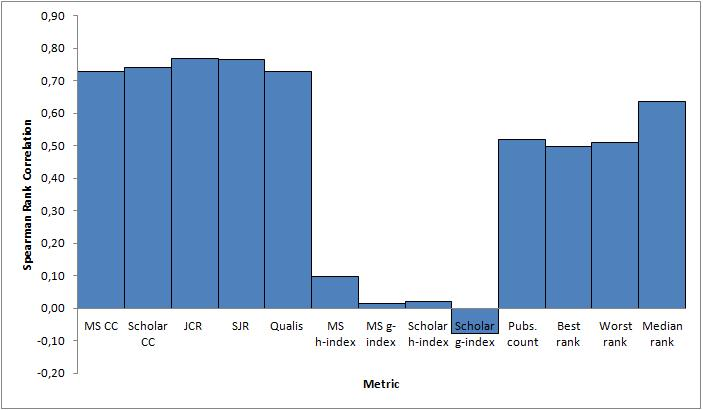 0,90
0,80
0,70
0,60
0,50
0,40
0,30
0,20
0,10
0,00
-0,10
-0,20
Spearman Rank Correlation
MS CC
Scholar
CC
JCR
SJR
Qualis
MS
h-index
MS g-
index
Scholar
h-index
Scholar
g-index
Pubs.
count
Best
rank
Worst
rank
Median
rank
Metric